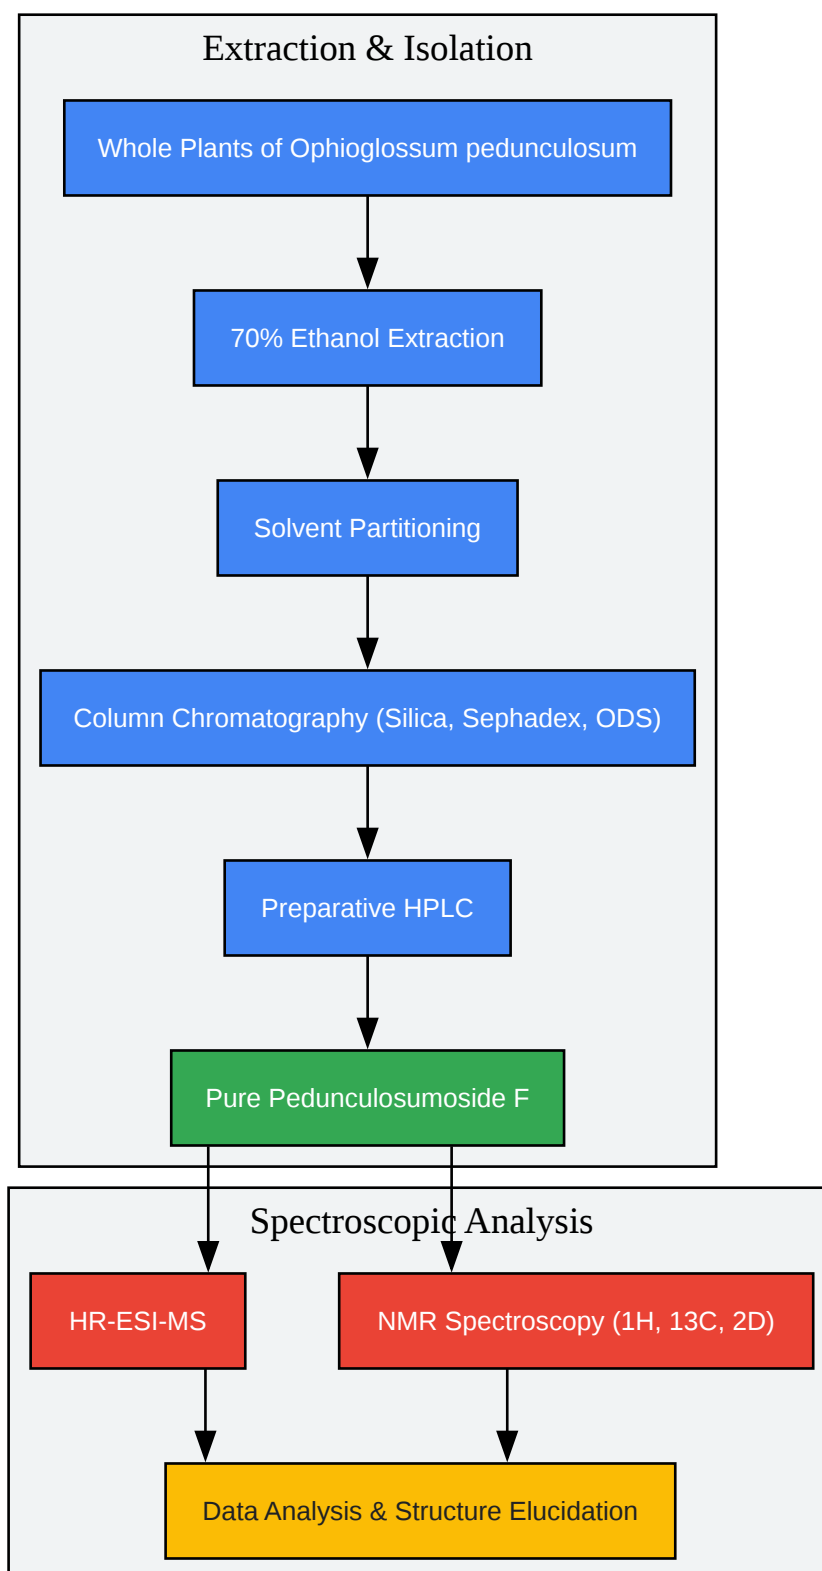 Extraction & Isolation
Whole Plants of Ophioglossum pedunculosum
70% Ethanol Extraction
Solvent Partitioning
Column Chromatography (Silica, Sephadex, ODS)
Preparative HPLC
Pure Pedunculosumoside F
Spectroscopic Analysis
HR-ESI-MS
NMR Spectroscopy (1H, 13C, 2D)
Data Analysis & Structure Elucidation